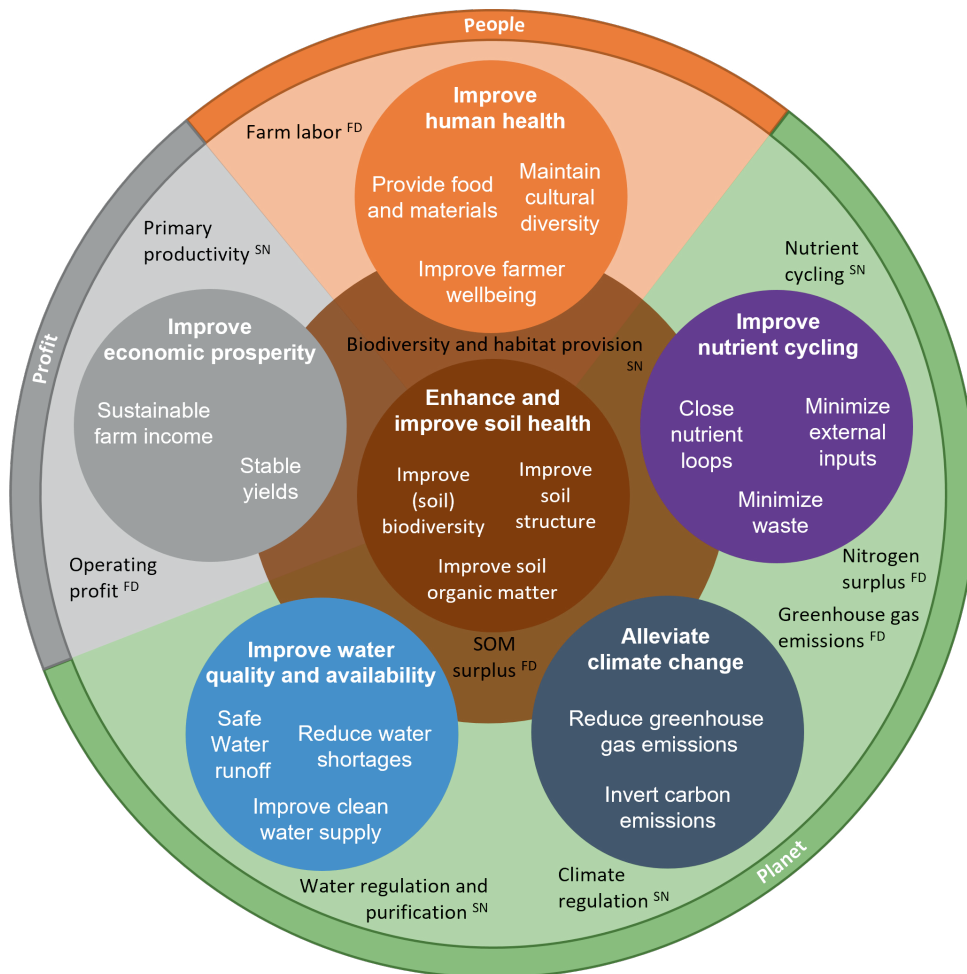 People
Improve
human health
Farm labor FD
Provide food
and materials
Maintain
cultural
diversity
Improve farmer
wellbeing
Profit
Primary
productivity SN
Improve
economic prosperity
Sustainable
farm income
Stable
yields
Operating
profit FD
Biodiversity and habitat provision
SN
Enhance and
improve soil health
Improve
(soil)
biodiversity
Improve
soil
structure
Improve soil
organic matter
SOM
surplus FD
Nutrient
cycling SN
Improve
nutrient cycling
Close
nutrient
loops
Minimize
external
inputs
Minimize
waste
Nitrogen
surplus FD
Greenhouse gas
emissions FD
Improve water
quality and availability
Safe
Water
runoff
Reduce water
shortages
Improve clean
water supply
Water regulation and
purification SN
Alleviate
climate change
Reduce greenhouse
gas emissions
Invert carbon
emissions
Climate
regulation SN
Planet